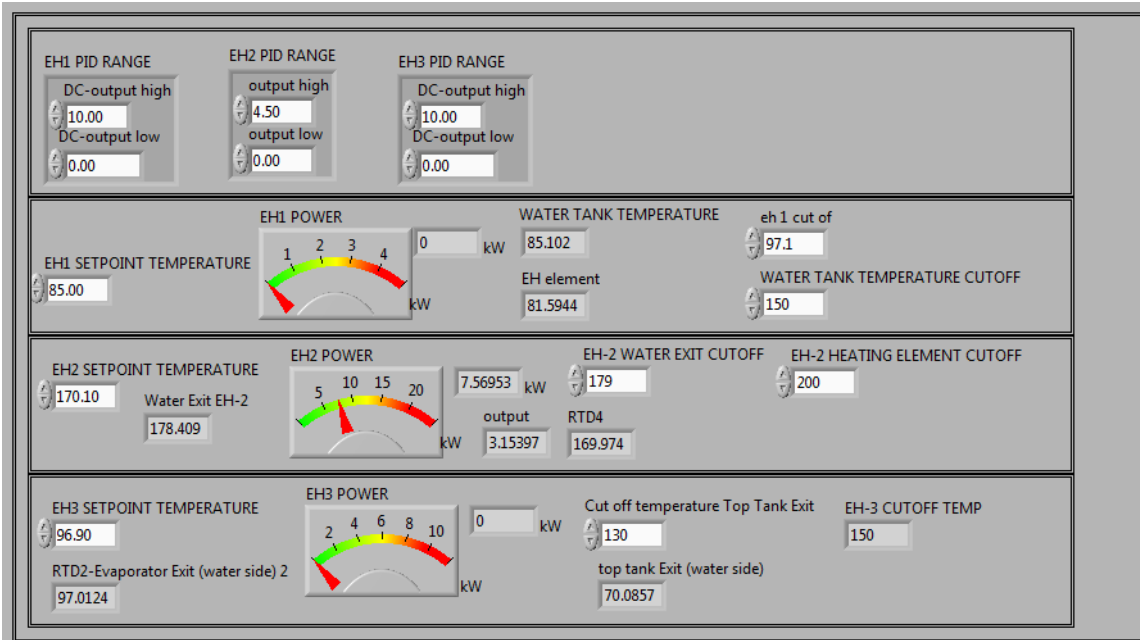 EH1 PID RANGE EH2 PID RANGE EH3 PID RANGE
DC-output high output high DC-output high
10.00 4.50 10.00
DC-output low output low DC-output low
0.00 0.00 0.00
EH1 POWER WATER TANK TEMPERATURE eh 1 cut of
1 2 3 4 0 kW 85.102 97.1
EH1 SETPOINT TEMPERATURE EH element WATER TANK TEMPERATURE CUTOFF
85.00 kW 81.5944 150
EH2 SETPOINT TEMPERATURE EH2 POWER EH-2 WATER EXIT CUTOFF EH-2 HEATING ELEMENT CUTOFF
170.10 5 10 15 20 7.56953 kW 179 200
Water Exit EH-2 output RTD4
178.409 kW 3.15397 169.974
EH3 SETPOINT TEMPERATURE EH3 POWER Cut off temperature Top Tank Exit EH-3 CUTOFF TEMP
96.90 2 4 6 8 10 0 kW 130 150
RTD2-Evaporator Exit (water side) 2 kW top tank Exit (water side)
97.0124 70.0857